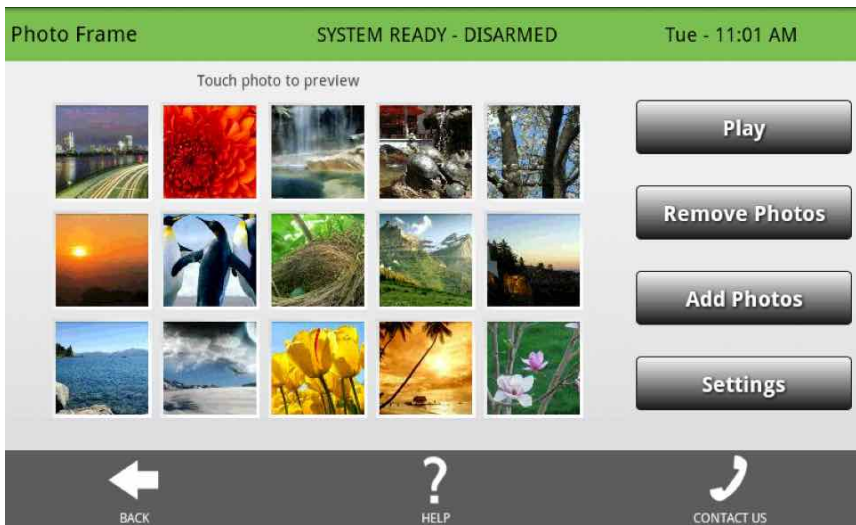 Photo Frame
SYSTEM READY - DISARMED
Tue - 11:01 AM
Touch photo to preview
Play
Remove Photos
Add Photos
Settings
BACK
HELP
CONTACT US